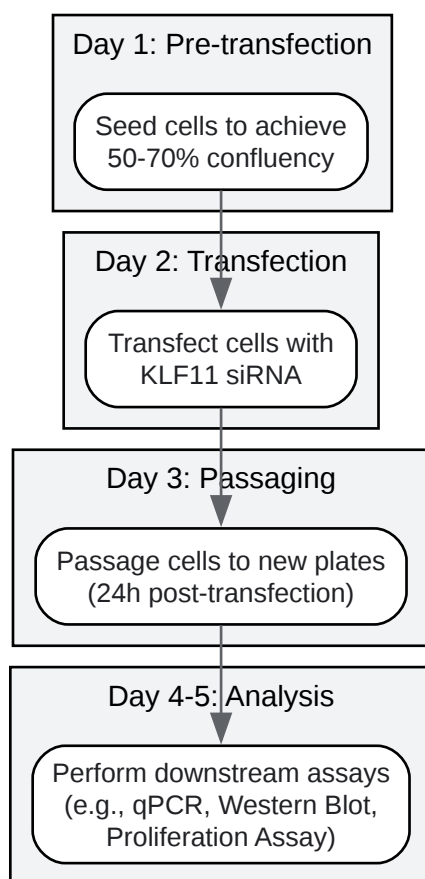 Day 1: Pre-transfection
Seed cells to achieve
50-70% confluency
Day 2: Transfection
Transfect cells with
KLF11 siRNA
Day 3: Passaging
Passage cells to new plates
(24h post-transfection)
Day 4-5: Analysis
Perform downstream assays
(e.g., qPCR, Western Blot,
Proliferation Assay)